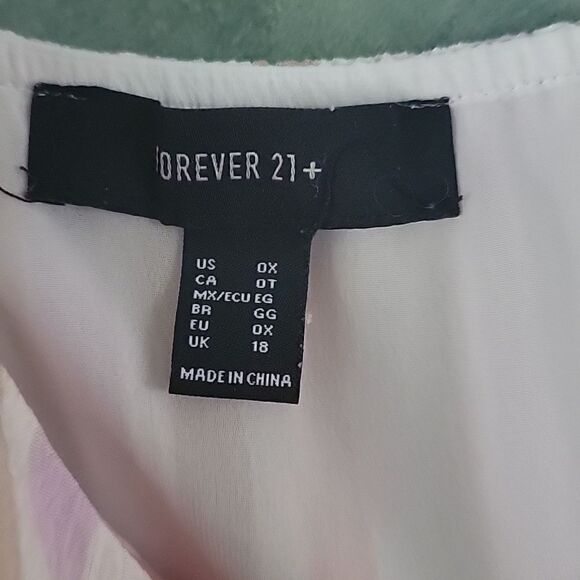 FOREVER 21+
US 0X
CA 0T
MX/ECU EG
BR GG
EU 0X
UK 18
MADE IN CHINA